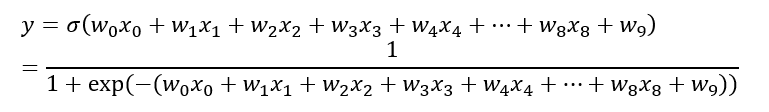 y = σ(w₀x₀ + w₁x₁ + w₂x₂ + w₃x₃ + w₄x₄ + ⋯ + w₈x₈ + w₉)
= 1 / (1 + exp(−(w₀x₀ + w₁x₁ + w₂x₂ + w₃x₃ + w₄x₄ + ⋯ + w₈x₈ + w₉)))